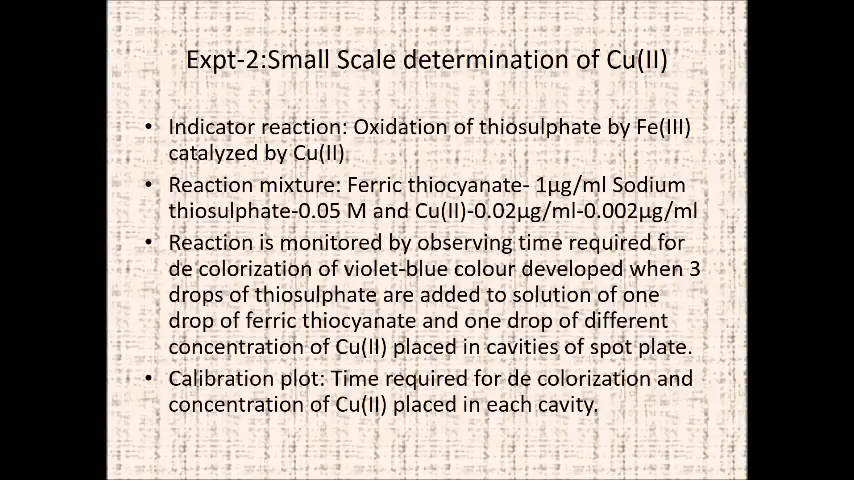 Expt-2:Small Scale determination of Cu(II)
• Indicator reaction: Oxidation of thiosulphate by Fe(III)
catalyzed by Cu(II)
• Reaction mixture: Ferric thiocyanate- 1µg/ml Sodium
thiosulphate-0.05 M and Cu(II)-0.02µg/ml-0.002µg/ml
• Reaction is monitored by observing time required for
de colorization of violet-blue colour developed when 3
drops of thiosulphate are added to solution of one
drop of ferric thiocyanate and one drop of different
concentration of Cu(II) placed in cavities of spot plate.
• Calibration plot: Time required for de colorization and
concentration of Cu(II) placed in each cavity.